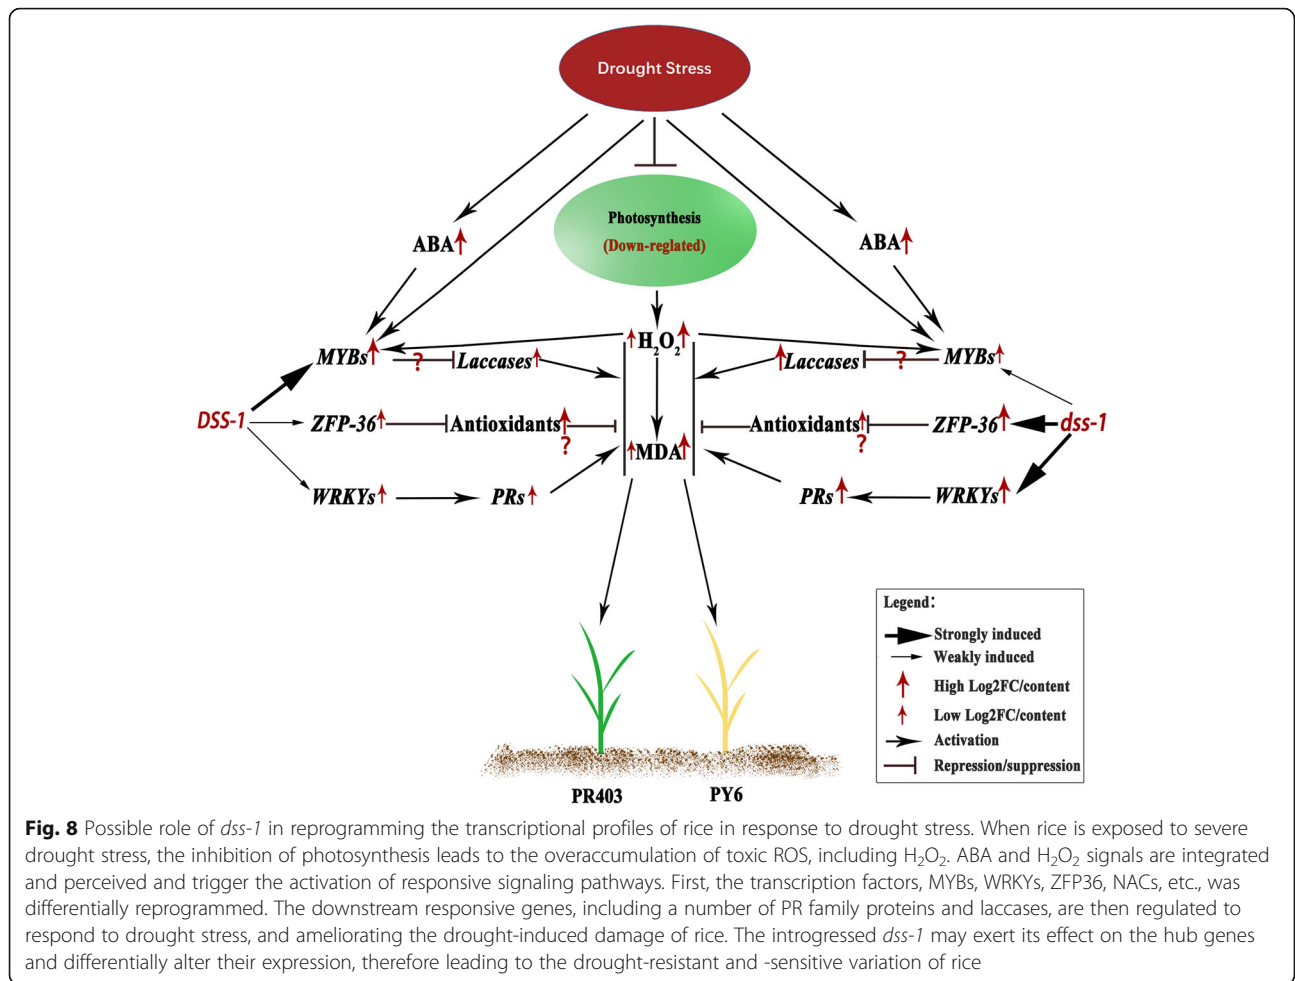 Drought Stress
Photosynthesis
(Down-reglated)
ABA
ABA
H2O2
MYBs
?
Laccases
Laccases
?
MYBs
DSS-1
ZFP-36
Antioxidants
?
Antioxidants
?
ZFP-36
dss-1
MDA
WRKYs
PRs
PRs
WRKYs
Legend:
Strongly induced
Weakly induced
High Log2FC/content
Low Log2FC/content
Activation
Repression/suppression
PR403
PY6
Fig. 8 Possible role of dss-1 in reprogramming the transcriptional profiles of rice in response to drought stress. When rice is exposed to severe
drought stress, the inhibition of photosynthesis leads to the overaccumulation of toxic ROS, including H2O2. ABA and H2O2 signals are integrated
and perceived and trigger the activation of responsive signaling pathways. First, the transcription factors, MYBs, WRKYs, ZFP36, NACs, etc., was
differentially reprogrammed. The downstream responsive genes, including a number of PR family proteins and laccases, are then regulated to
respond to drought stress, and ameliorating the drought-induced damage of rice. The introgressed dss-1 may exert its effect on the hub genes
and differentially alter their expression, therefore leading to the drought-resistant and -sensitive variation of rice